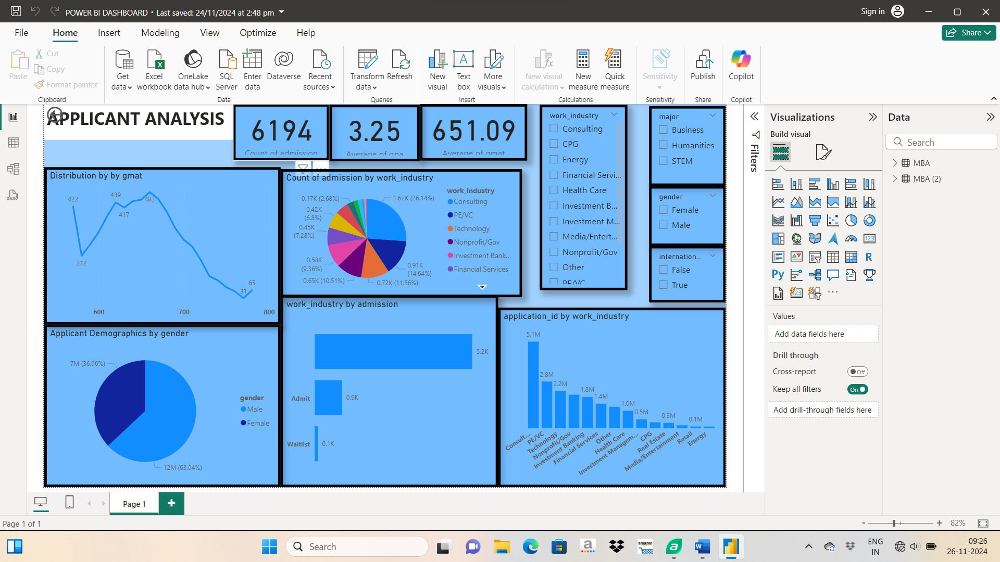 POWER BI DASHBOARD • Last saved: 24/11/2024 at 2:48 pm
Sign in
File Home Insert Modeling View Optimize Help
Share
Paste
Cut
Copy
Format painter
Clipboard
Get data
Excel workbook
OneLake data hub
SQL Server
Enter data
Dataverse
Recent sources
Data
Transform data
Refresh
Queries
New visual
Text box
More visuals
Insert
New visual calculation
New measure
Quick measure
Calculations
Sensitivity
Sensitivity
Publish
Share
Copilot
Copilot
APPLICANT ANALYSIS
6194
Count of admission
3.25
Average of gpa
651.09
Average of gmat
work_industry
Consulting
CPG
Energy
Financial Servi...
Health Care
Investment B...
Investment M...
Media/Entert...
Nonprofit/Gov
Other
PE/VC
major
Business
Humanities
STEM
gender
Female
Male
internation...
False
True
Distribution by by gmat
422
439
483
417
212
65
31
600 700 800
Count of admission by work_industry
0.17K (2.68%)
1.62K (26.14%)
0.42K
(6.8%)
0.45K
(7.28%)
0.58K
(9.36%)
0.91K
(14.64%)
0.65K (10.51%)
0.72K (11.56%)
work_industry
Consulting
PE/VC
Technology
Nonprofit/Gov
Investment Bank...
Financial Services
Applicant Demographics by gender
7M (36.96%)
12M (63.04%)
gender
Male
Female
work_industry by admission
5.2K
Admit 0.9K
Waitlist 0.1K
application_id by work_industry
5.1M
2.8M
2.2M
1.8M
1.4M
1.0M
0.5M
0.3M
0.1M
Consult...
PE/VC
Technology
Nonprofit/Gov
Investment Banking
Financial Services
Other
Health Care
Investment Managem...
CPG
Real Estate
Media/Entertainment
Retail
Energy
Filters
Visualizations
Build visual
123
R
Py
123
...
Values
Add data fields here
Drill through
Cross-report
Off
Keep all filters
On
Add drill-through fields here
Data
Search
MBA
MBA (2)
DAX
Page 1
Page 1 of 1
- + 82%
Search
a
amazon
a
W
ENG
IN
09:26
26-11-2024